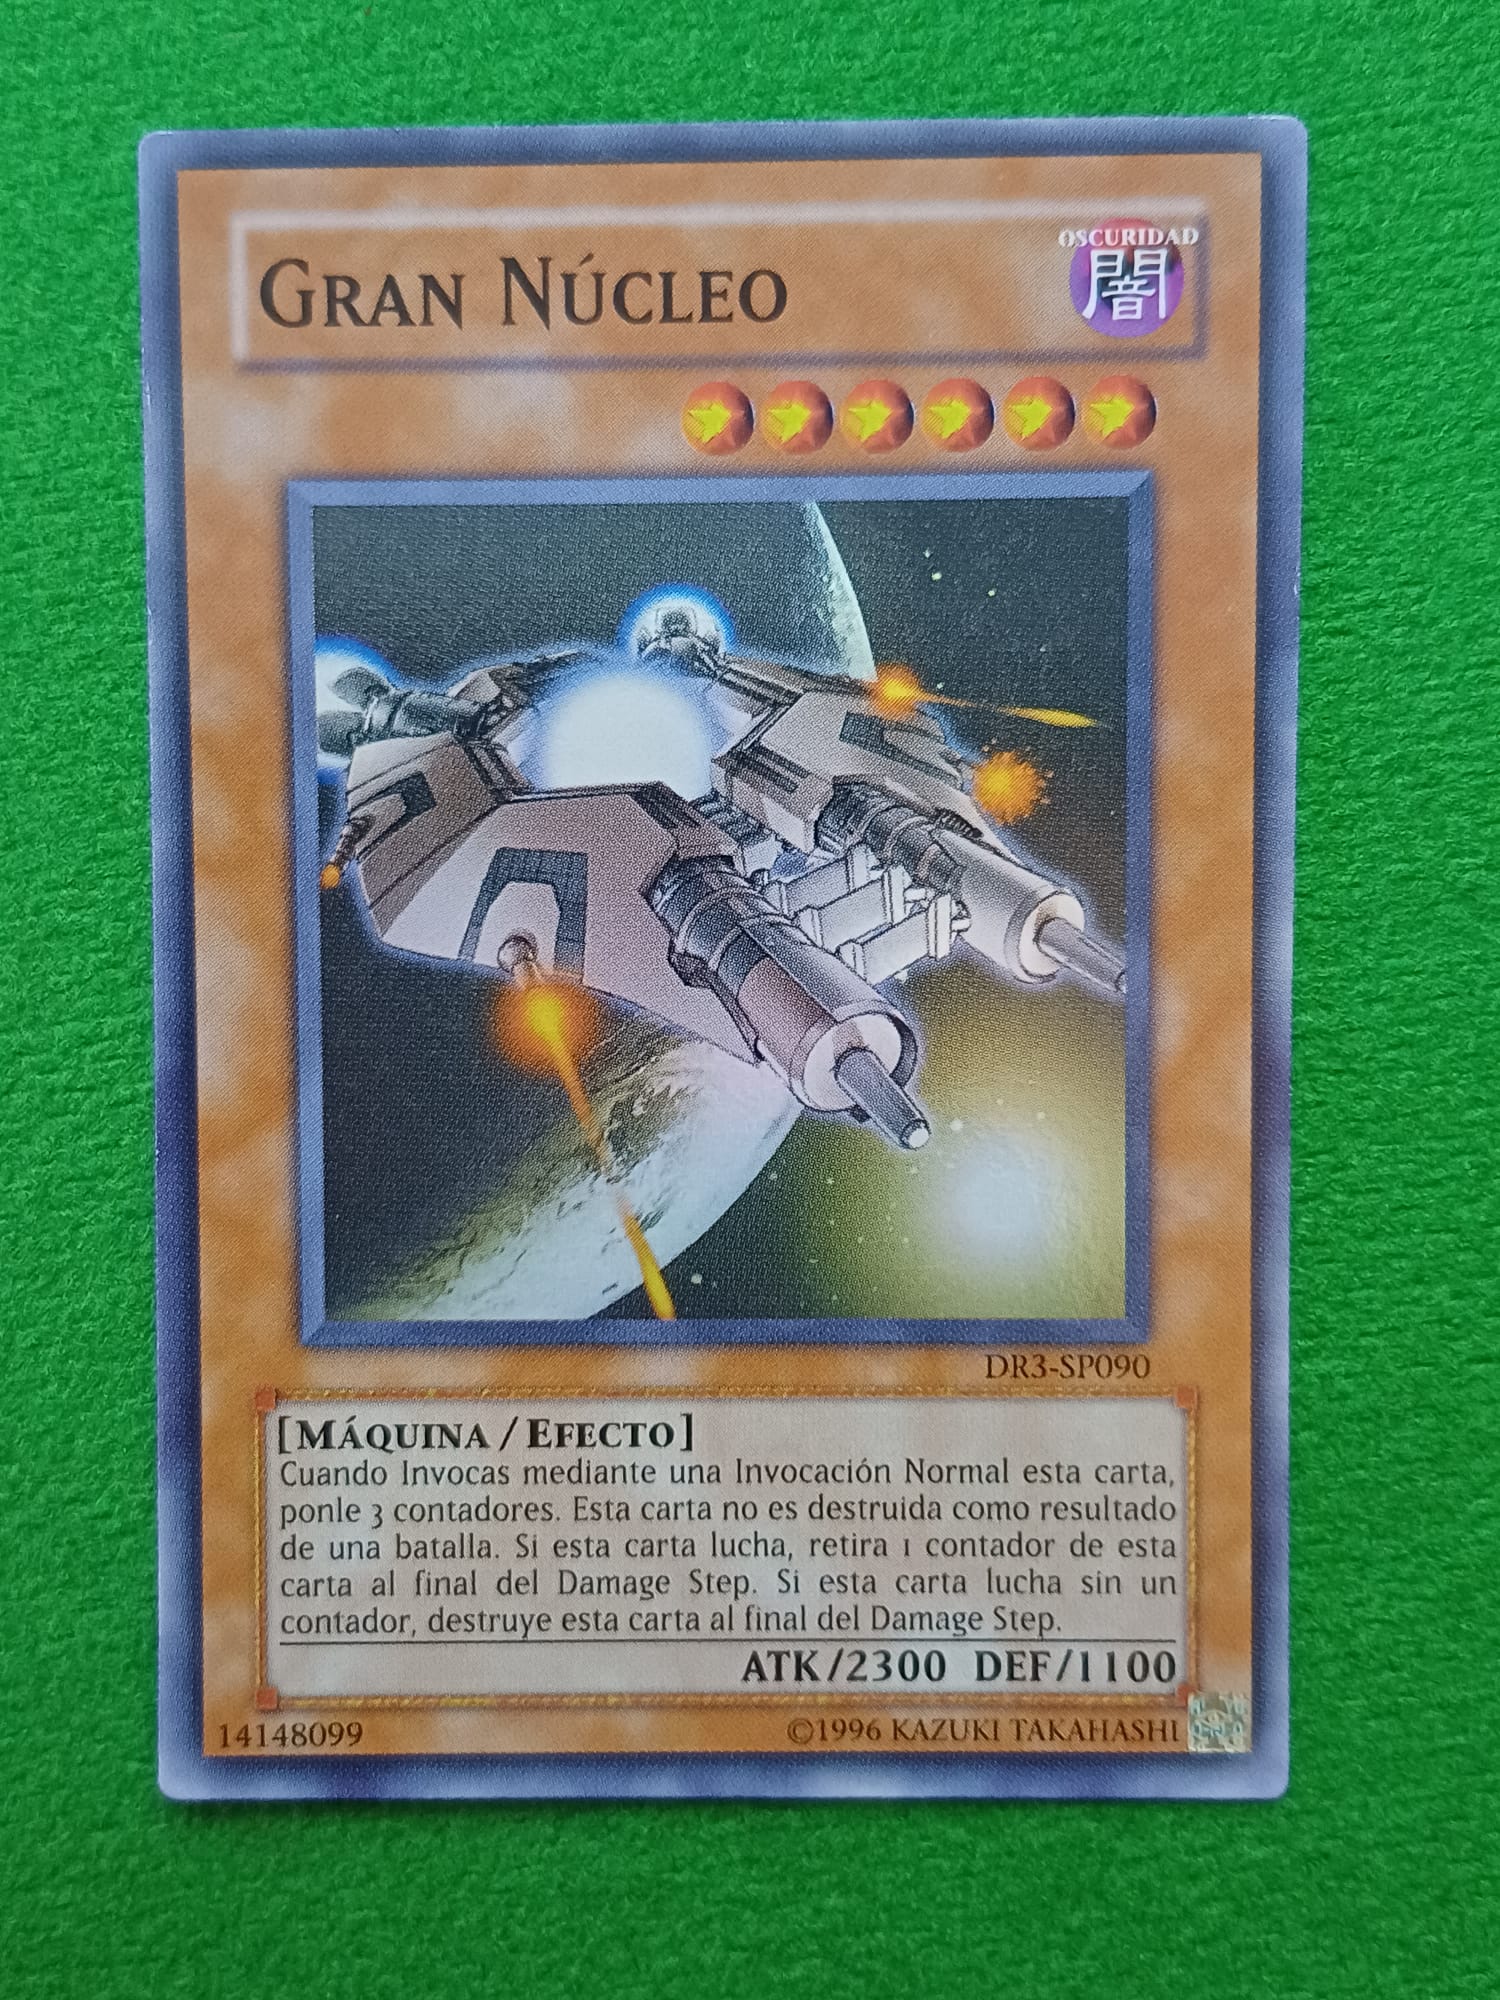 GRAN NÚCLEO
OSCURIDAD
闇
DR3-SP090
[MÁQUINA / EFECTO]
Cuando Invocas mediante una Invocación Normal esta carta,
ponle 3 contadores. Esta carta no es destruida como resultado
de una batalla. Si esta carta lucha, retira 1 contador de esta
carta al final del Damage Step. Si esta carta lucha sin un
contador, destruye esta carta al final del Damage Step.
ATK/2300 DEF/1100
14148099
©1996 KAZUKI TAKAHASHI